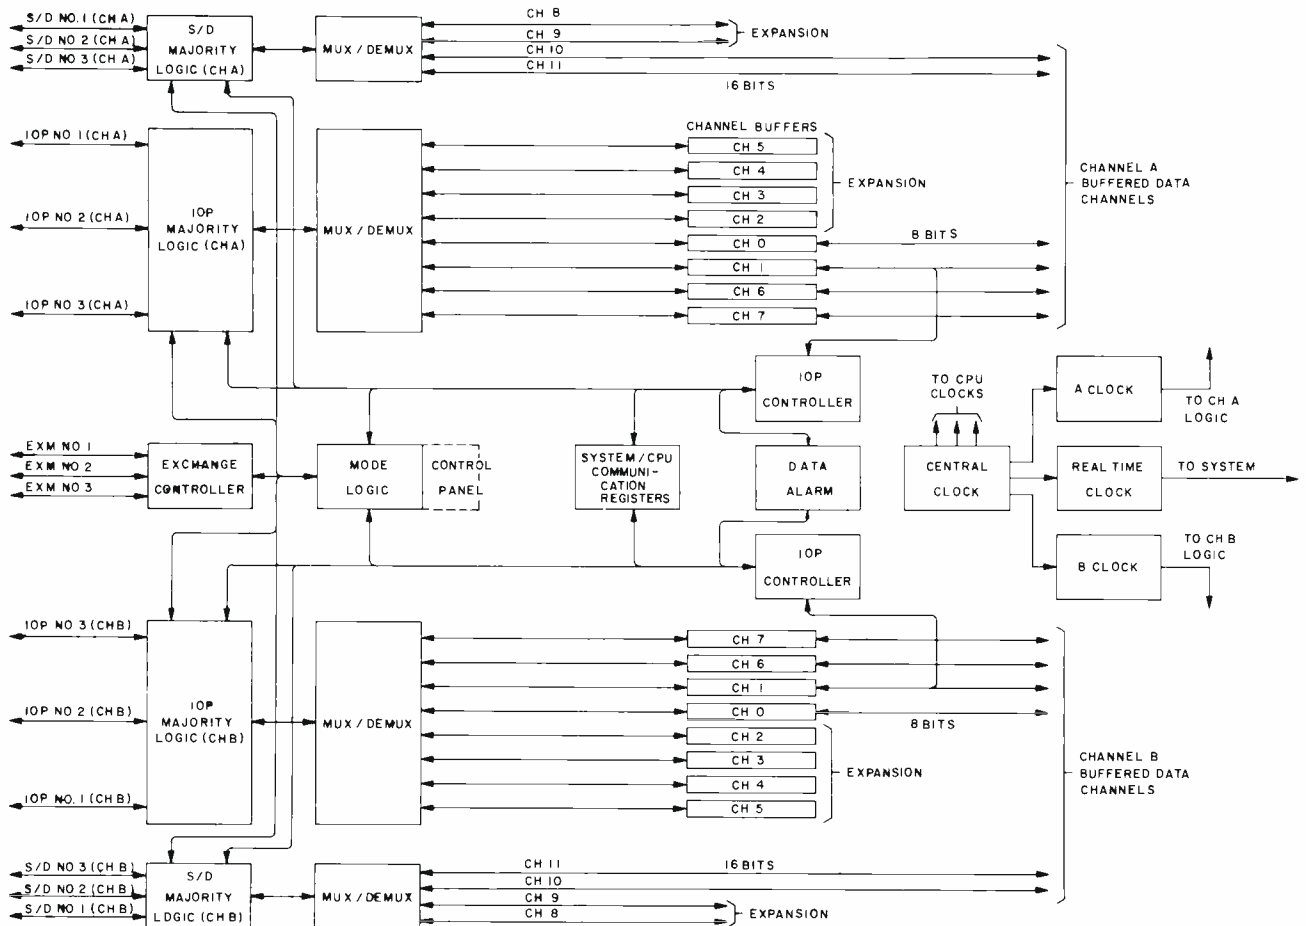 S/D NO.1 (CH A)
S/D NO 2 (CH A)
S/D NO 3 (CH A)
S/D
MAJORITY
LOGIC (CH A)
MUX/DEMUX
CH 8
CH 9
CH 10
CH 11
EXPANSION
16 BITS
IOP NO 1 (CH A)
IOP NO 2 (CH A)
IOP NO 3 (CH A)
IOP
MAJORITY
LOGIC (CH A)
MUX / DEMUX
CHANNEL BUFFERS
CH 5
CH 4
CH 3
CH 2
CH 0
CH 1
CH 6
CH 7
EXPANSION
8 BITS
CHANNEL A
BUFFERED DATA
CHANNELS
IOP
CONTROLLER
TO CPU
CLOCKS
A CLOCK
TO CH A
LOGIC
EXM NO 1
EXM NO 2
EXM NO 3
EXCHANGE
CONTROLLER
MODE
LOGIC
CONTROL
PANEL
SYSTEM / CPU
COMMUNI-
CATION
REGISTERS
DATA
ALARM
CENTRAL
CLOCK
REAL TIME
CLOCK
TO SYSTEM
IOP
CONTROLLER
B CLOCK
TO CH B
LOGIC
IOP NO 3 (CH B)
IOP NO 2 (CH B)
IOP NO. 1 (CH B)
IOP
MAJORITY
LOGIC (CH B)
MUX / DEMUX
CH 7
CH 6
CH 1
CH 0
CH 2
CH 3
CH 4
CH 5
8 BITS
EXPANSION
CHANNEL B
BUFFERED DATA
CHANNELS
S/D NO 3 (CH B)
S/D NO 2 (CH B)
S/D NO 1 (CH B)
S/D
MAJORITY
LOGIC (CH B)
MUX/DEMUX
CH 11
CH 10
CH 9
CH 8
16 BITS
EXPANSION